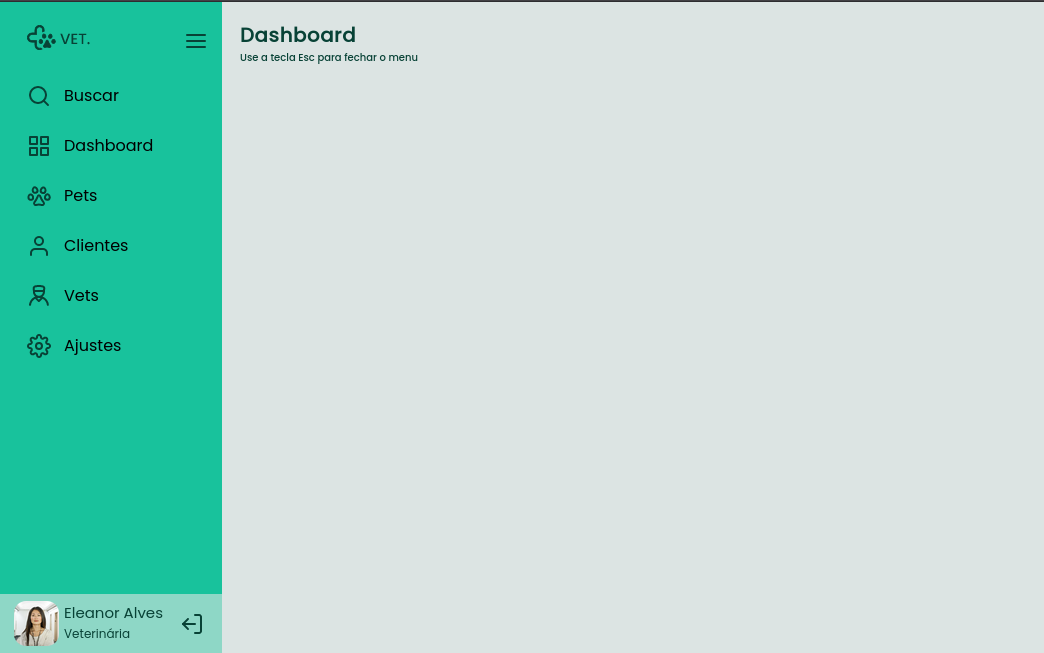 VET.
Buscar
Dashboard
Pets
Clientes
Vets
Ajustes
Eleanor Alves
Veterinária
Dashboard
Use a tecla Esc para fechar o menu